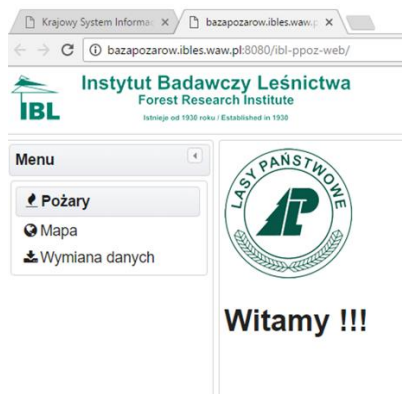 Krajowy System Informac
bazapozarow.ibles.waw.p
bazapozarow.ibles.waw.pl:8080/ibl-ppoz-web/
IBL
Instytut Badawczy Leśnictwa
Forest Research Institute
Istnieje od 1930 roku / Established in 1930
Menu
Pożary
Mapa
Wymiana danych
LASY PAŃSTWOWE
Witamy !!!